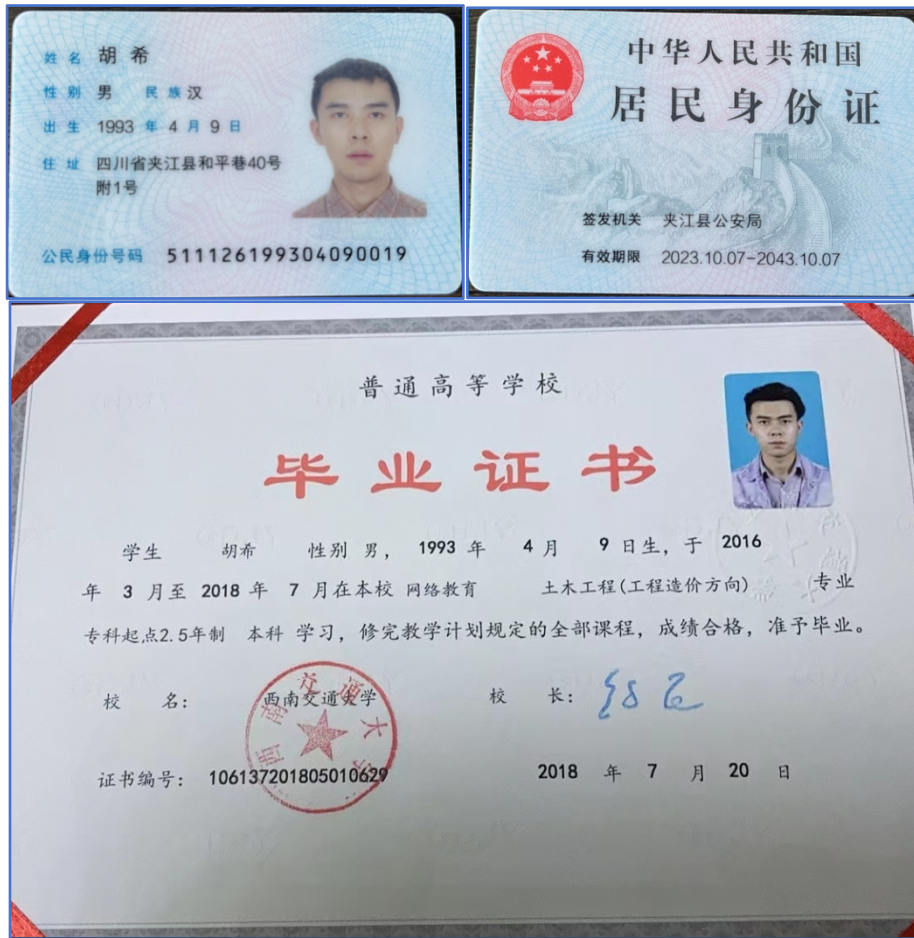 姓名 胡希
性别 男 民族 汉
出生 1993 年 4 月 9 日
住址 四川省夹江县和平巷40号
附1号
公民身份号码 511126199304090019
中华人民共和国
居民身份证
签发机关 夹江县公安局
有效期限 2023.10.07-2043.10.07
普通高等学校
毕业证书
学生 胡希 性别 男， 1993 年 4 月 9 日生，于 2016
年 3 月至 2018 年 7 月在本校 网络教育 土木工程(工程造价方向) 专业
专科起点2.5年制 本科 学习，修完教学计划规定的全部课程，成绩合格，准予毕业。
校 名： 西南交通大学 校 长：
西南交通大学
证书编号： 106137201805010629 2018 年 7 月 20 日